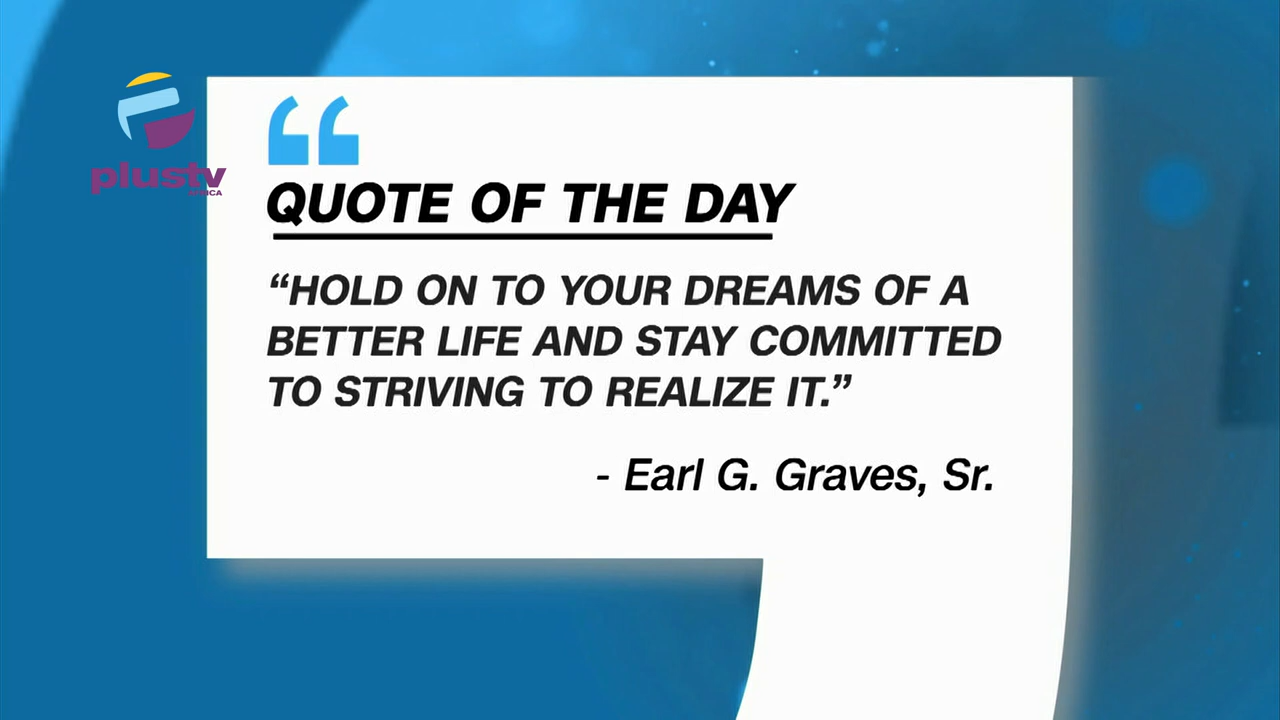 plustv
AFRICA
QUOTE OF THE DAY
“HOLD ON TO YOUR DREAMS OF A
BETTER LIFE AND STAY COMMITTED
TO STRIVING TO REALIZE IT.”
- Earl G. Graves, Sr.